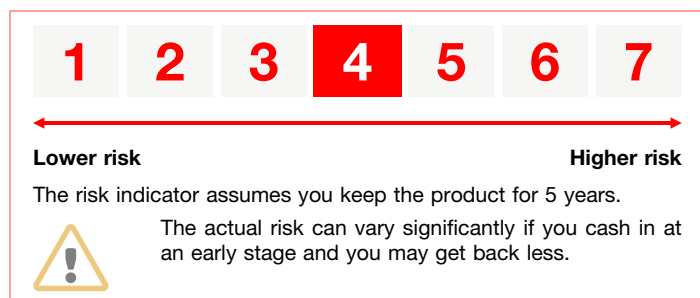 1 2 3 4 5 6 7
Lower risk Higher risk
The risk indicator assumes you keep the product for 5 years.
The actual risk can vary significantly if you cash in at
an early stage and you may get back less.